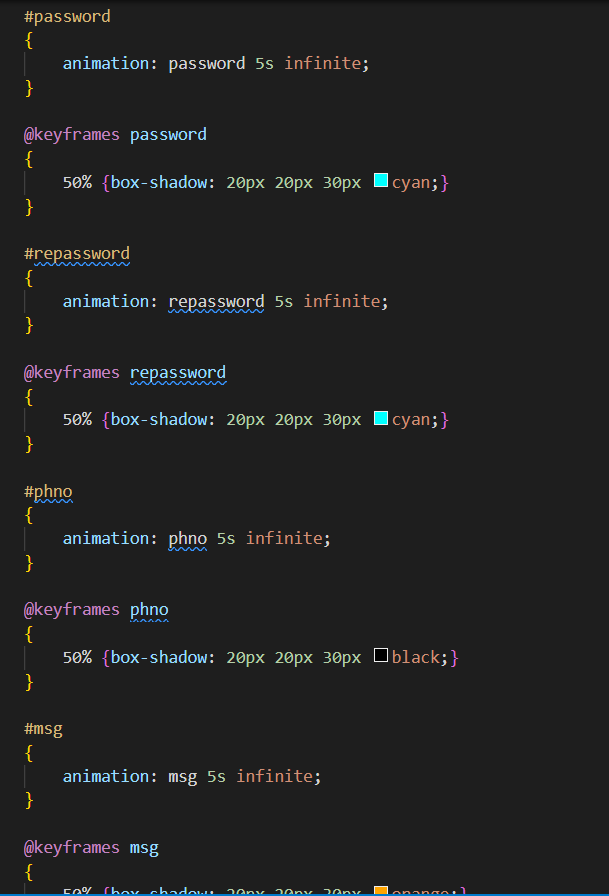 #password
{
animation: password 5s infinite;
}
@keyframes password
{
50% {box-shadow: 20px 20px 30px cyan;}
}
#repassword
{
animation: repassword 5s infinite;
}
@keyframes repassword
{
50% {box-shadow: 20px 20px 30px cyan;}
}
#phno
{
animation: phno 5s infinite;
}
@keyframes phno
{
50% {box-shadow: 20px 20px 30px black;}
}
#msg
{
animation: msg 5s infinite;
}
@keyframes msg
{
50% {box-shadow: 20px 20px 30px orange;}